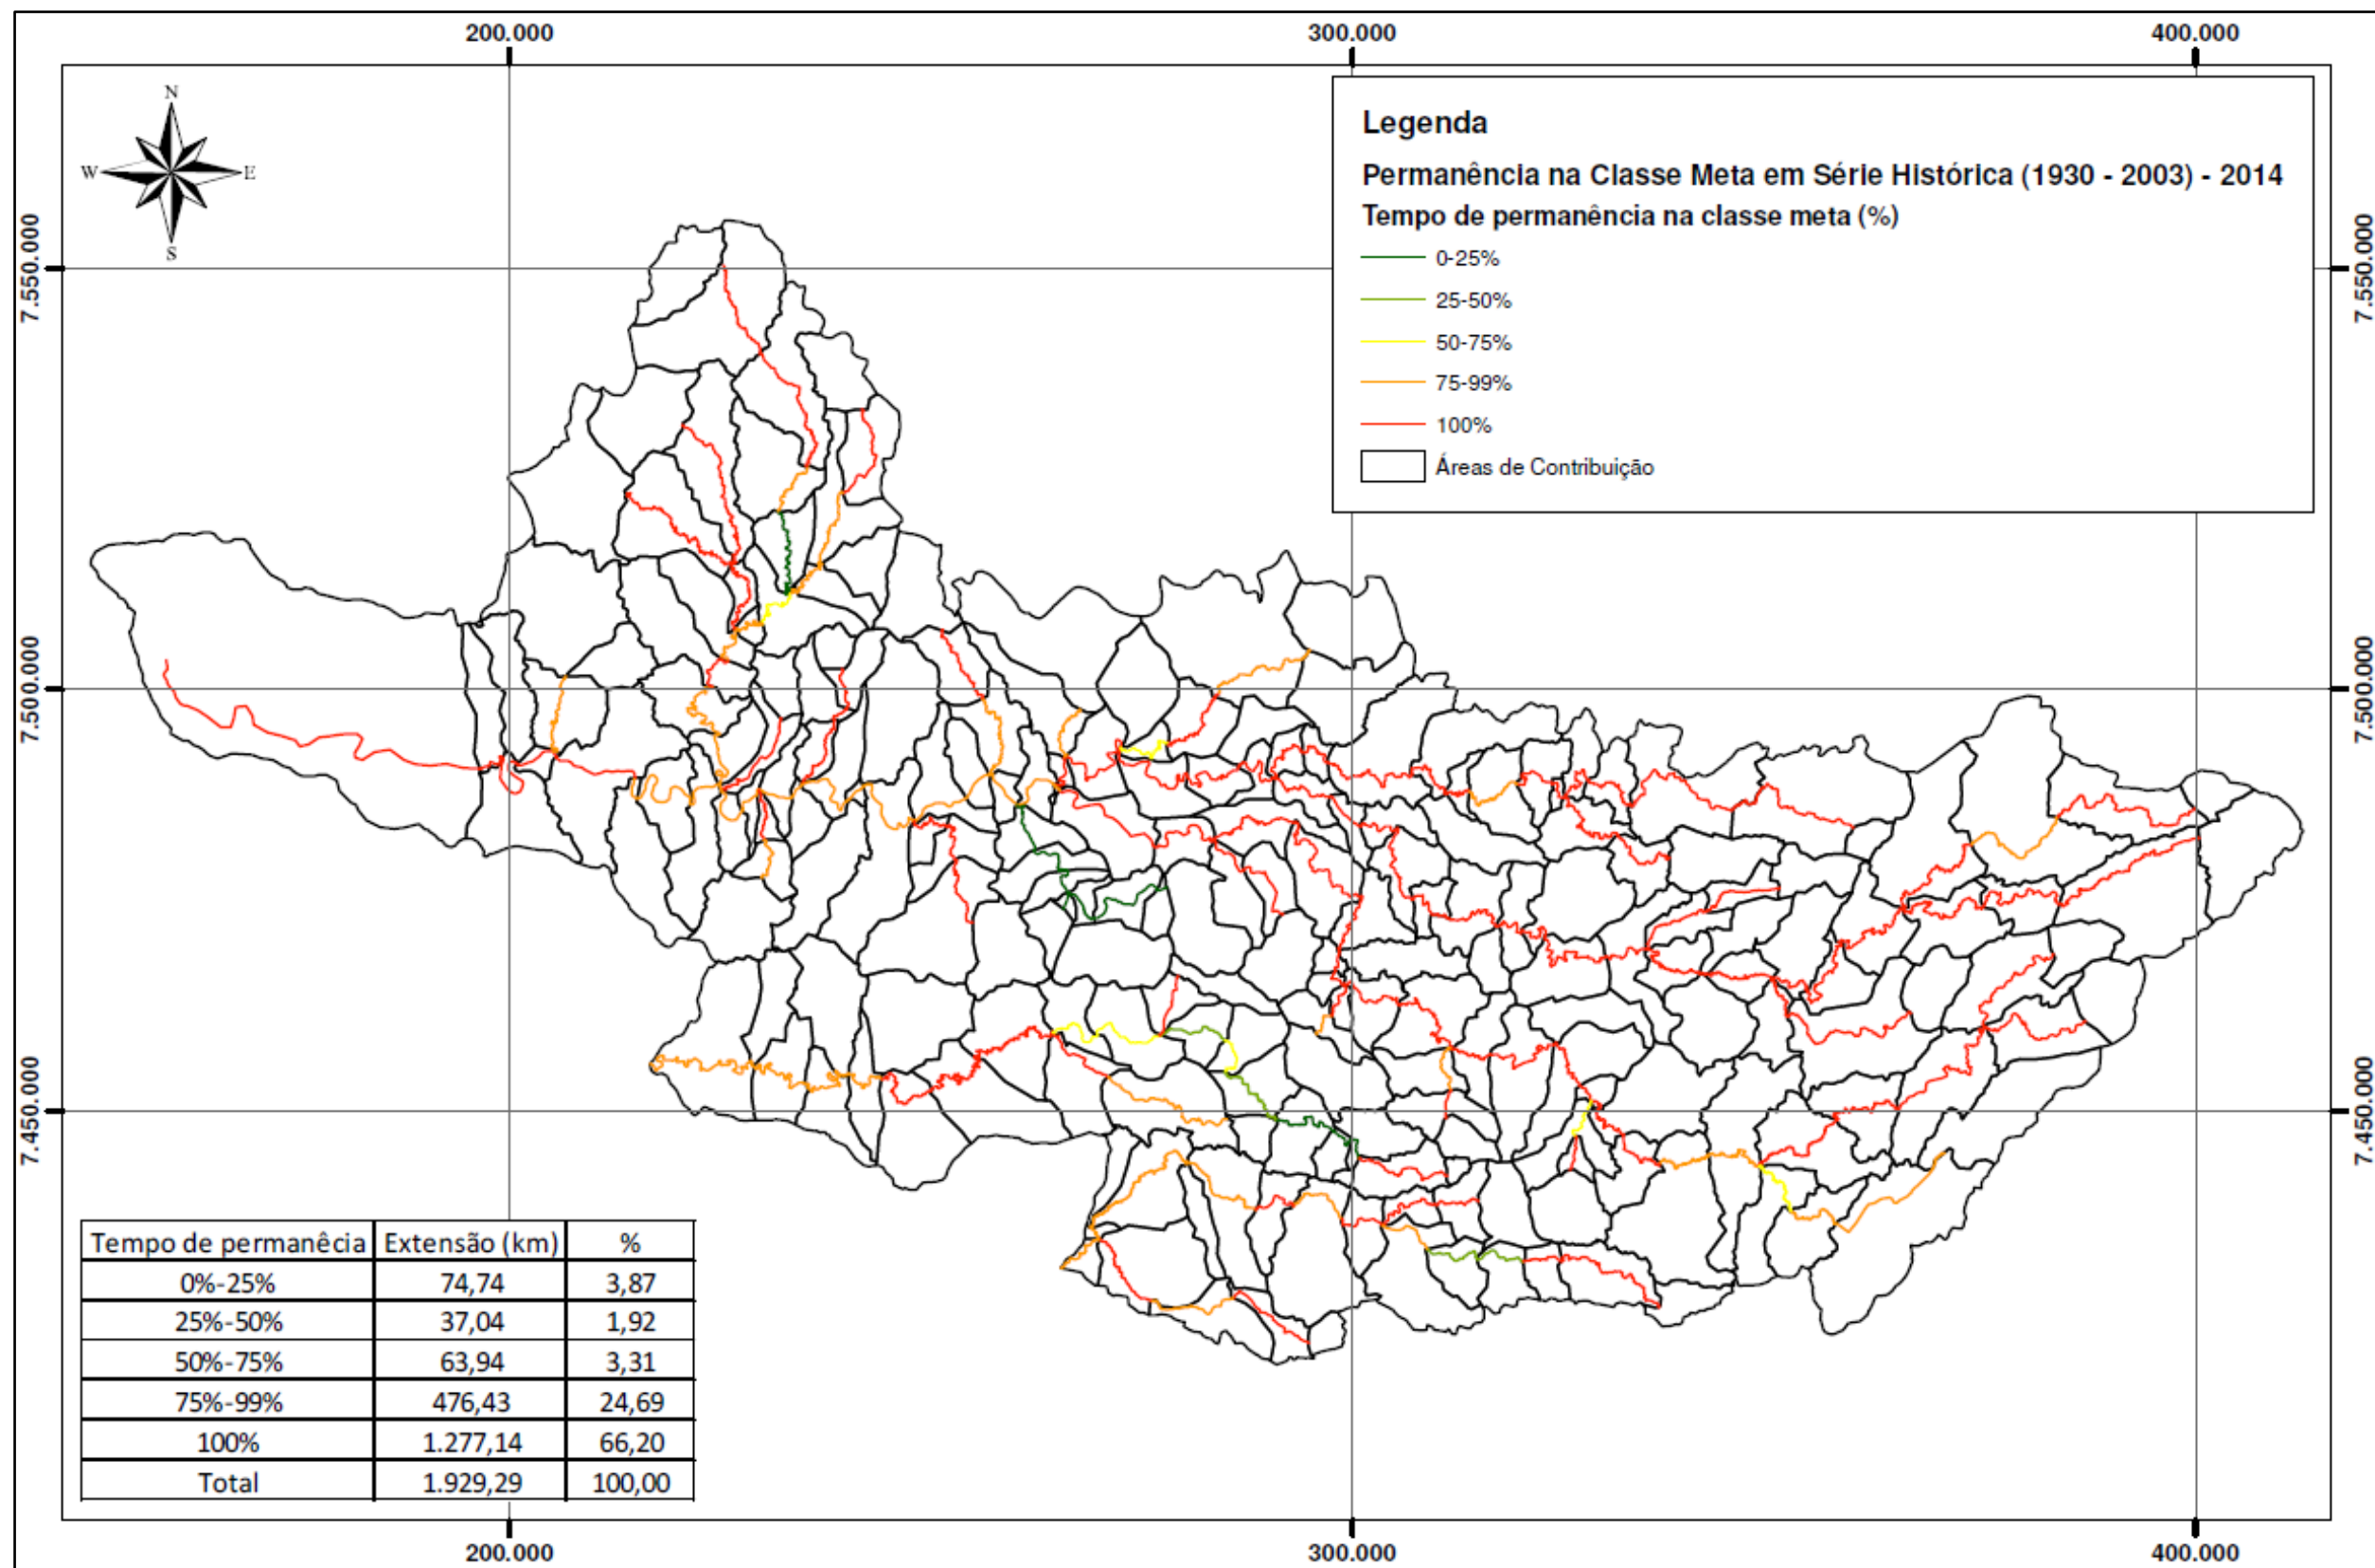 200.000 300.000 400.000
N
W E
S
Legenda
Permanência na Classe Meta em Série Histórica (1930 - 2003) - 2014
Tempo de permanência na classe meta (%)
0-25%
25-50%
50-75%
75-99%
100%
Áreas de Contribuição
7.550.000 7.550.000
7.500.000 7.500.000
7.450.000 7.450.000
Tempo de permanêcia Extensão (km) %
0%-25% 74,74 3,87
25%-50% 37,04 1,92
50%-75% 63,94 3,31
75%-99% 476,43 24,69
100% 1.277,14 66,20
Total 1.929,29 100,00
200.000 300.000 400.000